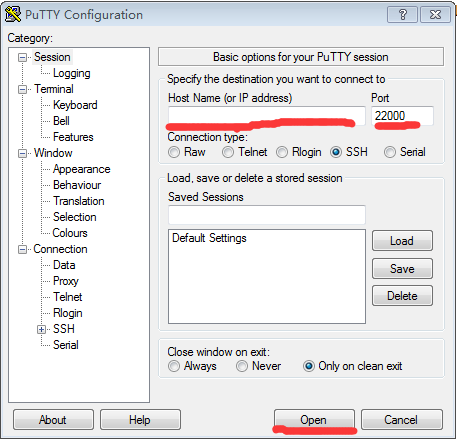 PuTTY Configuration
?
X
Category:
Session
Logging
Terminal
Keyboard
Bell
Features
Window
Appearance
Behaviour
Translation
Selection
Colours
Connection
Data
Proxy
Telnet
Rlogin
SSH
Serial
Basic options for your PuTTY session
Specify the destination you want to connect to
Host Name (or IP address) Port
22000
Connection type:
Raw Telnet Rlogin SSH Serial
Load, save or delete a stored session
Saved Sessions
Default Settings
Load
Save
Delete
Close window on exit:
Always Never Only on clean exit
About Help Open Cancel